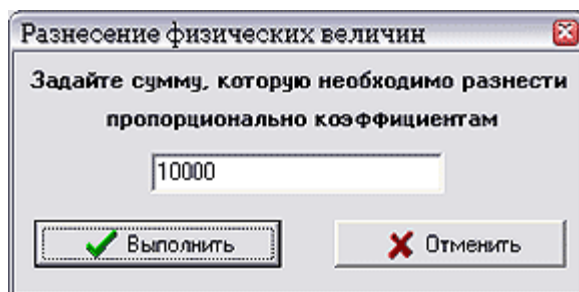 Разнесение физических величин
Задайте сумму, которую необходимо разнести
пропорционально коэффициентам
10000
Выполнить
Отменить